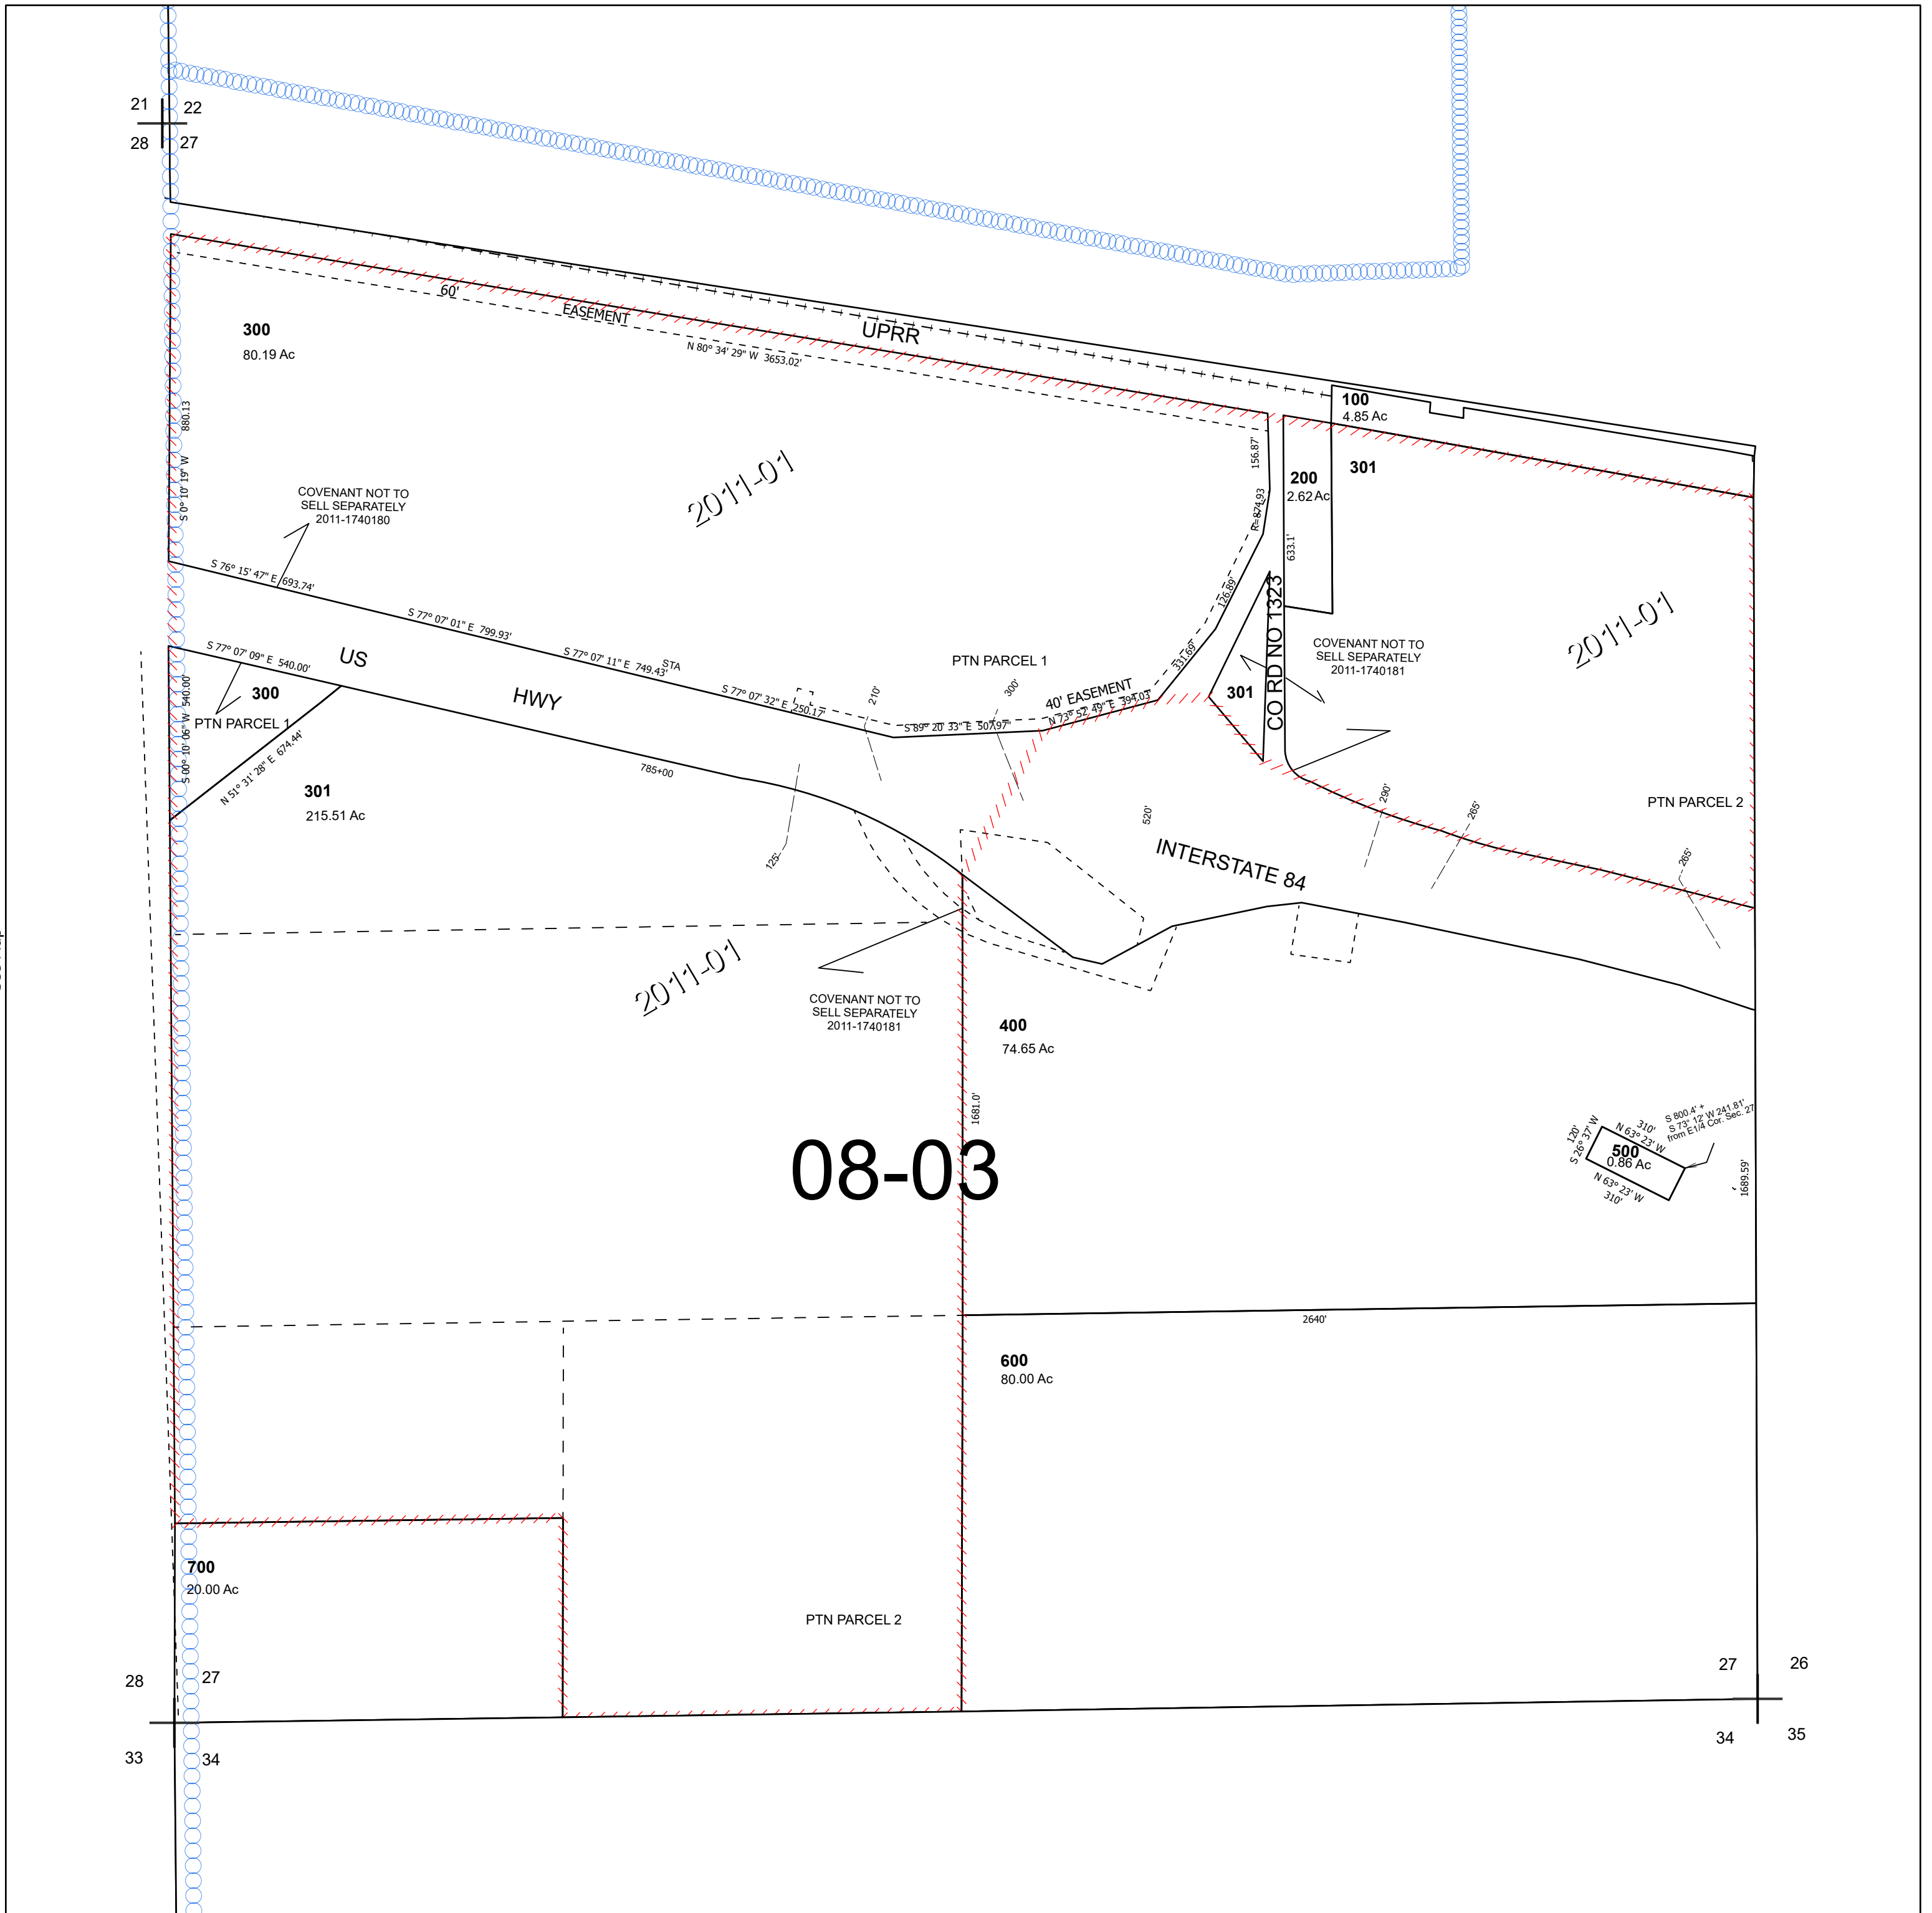 21 22
28 27
60'
EASEMENT
UPRR
N 80° 34' 29" W 3653.02'
300
80.19 Ac
100
4.85 Ac
880.13
S 0° 10' 19" W
156.87'
301
200
2.62 Ac
2011-01
COVENANT NOT TO
SELL SEPARATELY
2011-1740180
R=874.93
633.1'
S 76° 15' 47" E 693.74'
126.89'
CO RD NO 1323
2011-01
S 77° 07' 01" E 799.93'
COVENANT NOT TO
SELL SEPARATELY
2011-1740181
S 77° 07' 09" E 540.00'
US
S 77° 07' 11" E 749.43'
STA
PTN PARCEL 1
331.69'
300
PTN PARCEL 1
S 00° 10' 06" W 540.00'
HWY
S 77° 07' 32" E 250.17'
210'
300'
40' EASEMENT
N 73° 52' 49" E 394.03'
301
S 89° 20' 33" E 507.97"
N 51° 31' 28" E 674.44'
785+00
301
215.51 Ac
290'
265'
PTN PARCEL 2
520'
125'
INTERSTATE 84
265'
2011-01
COVENANT NOT TO
SELL SEPARATELY
2011-1740181
400
74.65 Ac
1681.0'
08-03
S 800.4' +
S 73° 12' W 241.81'
from E1/4 Cor. Sec. 27
310'
N 63° 23' W
120'
S 26° 37' W
500
0.86 Ac
N 63° 23' W
310'
1689.59'
2640'
600
80.00 Ac
700
20.00 Ac
PTN PARCEL 2
28 27
27 26
33 34
34 35